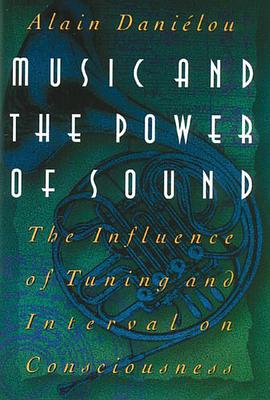 Alain Daniélou
MUSIC AND
THE POWER
OF SOUND
The Influence
of Tuning and
Interval on
Consciousness